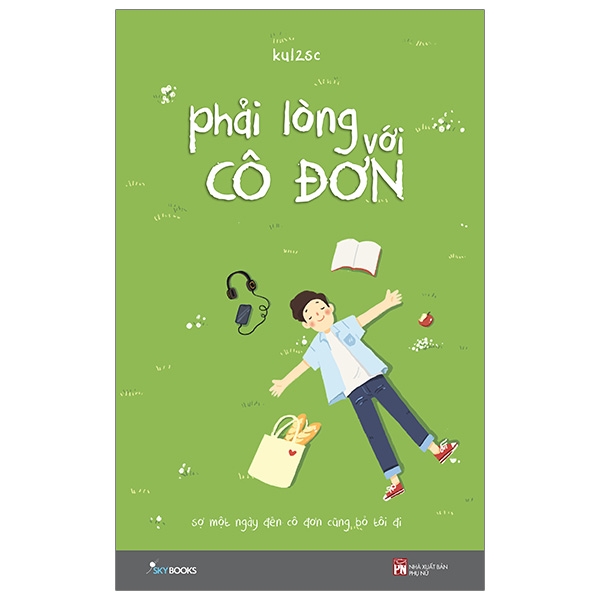 kul2sc
phải lòng với
CÔ ĐƠN
sợ một ngày đến cô đơn cũng bỏ tôi đi
SKYBOOKS
PN
NHÀ XUẤT BẢN
PHỤ NỮ